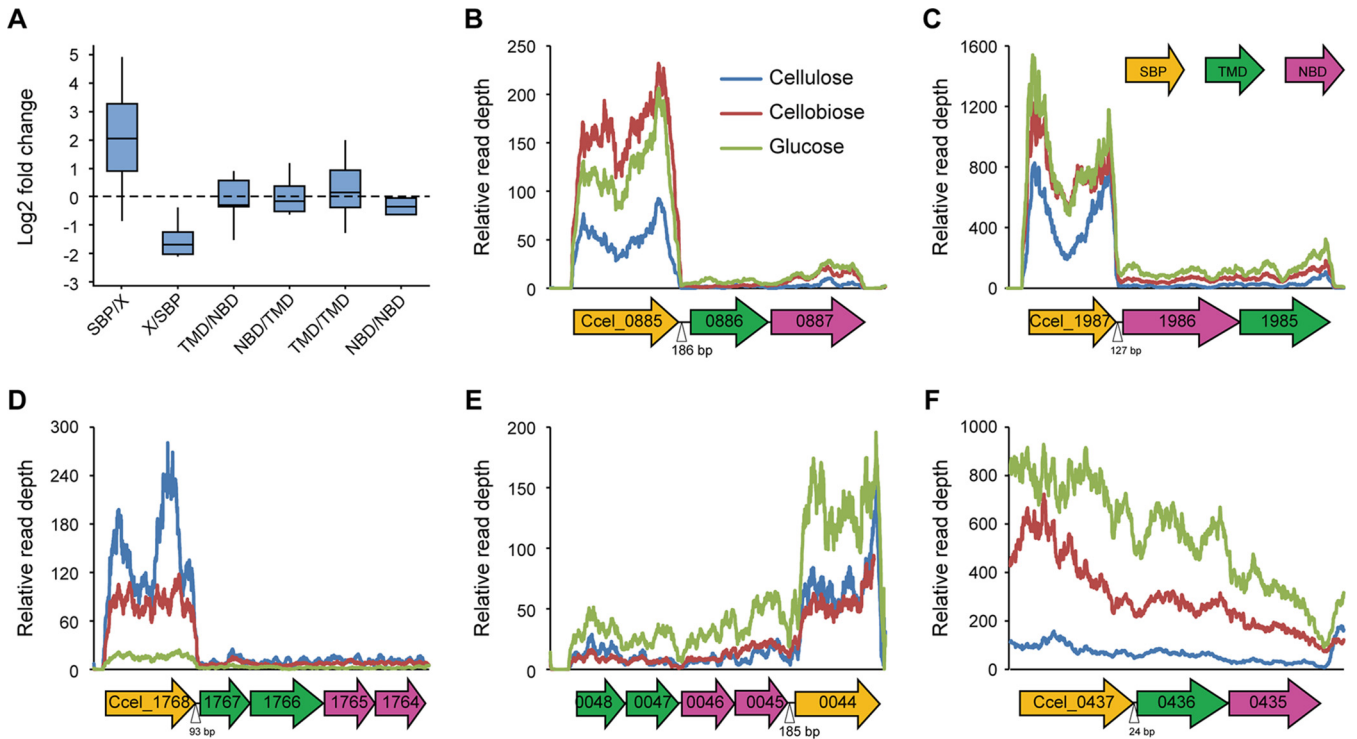 A
Log2 fold change
5
4
3
2
1
0
-1
-2
-3
SBP/X
X/SBP
TMD/NBD
NBD/TMD
TMD/TMD
NBD/NBD
B
Relative read depth
250
200
150
100
50
0
Cellulose
Cellobiose
Glucose
Ccel_0885
0886
0887
186 bp
C
Relative read depth
1600
1200
800
400
0
SBP
TMD
NBD
Ccel_1987
1986
1985
127 bp
D
Relative read depth
300
240
180
120
60
0
Ccel_1768
1767
1766
1765
1764
93 bp
E
Relative read depth
200
150
100
50
0
0048
0047
0046
0045
0044
185 bp
F
Relative read depth
1000
800
600
400
200
0
Ccel_0437
0436
0435
24 bp